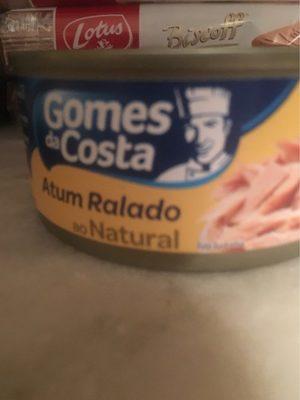 Lotus
Biscoff
Gomes
da Costa
Atum Ralado
ao Natural